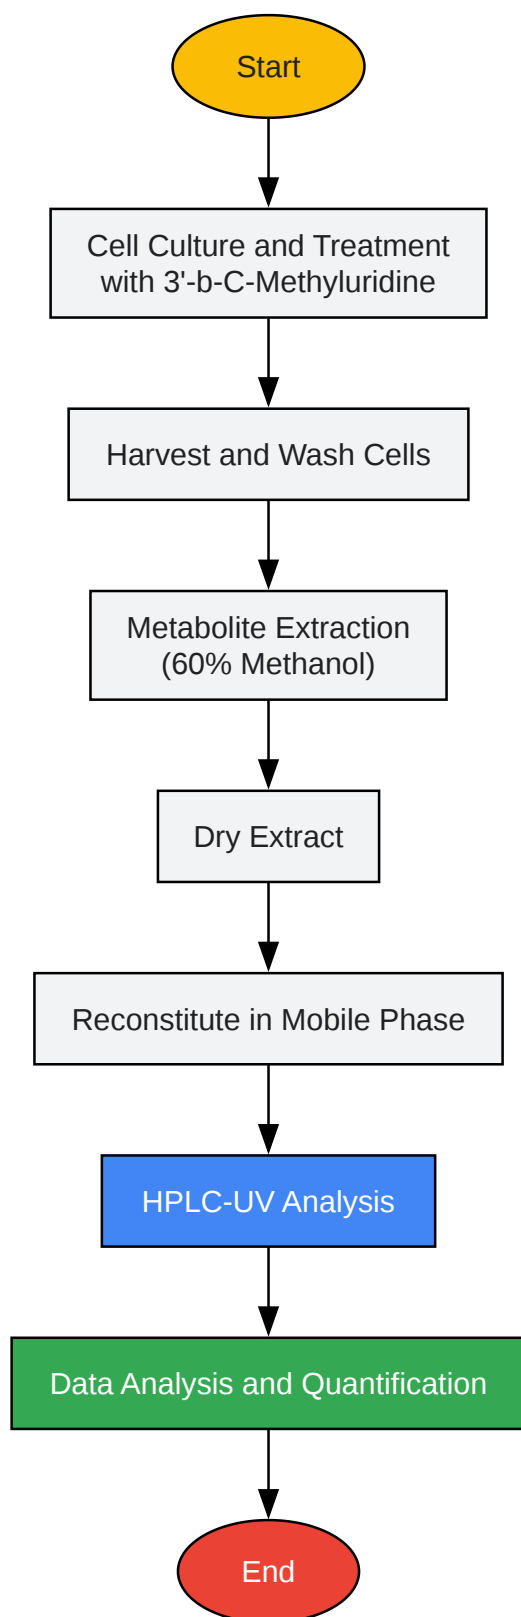 Start
Cell Culture and Treatment
with 3'-b-C-Methyluridine
Harvest and Wash Cells
Metabolite Extraction
(60% Methanol)
Dry Extract
Reconstitute in Mobile Phase
HPLC-UV Analysis
Data Analysis and Quantification
End